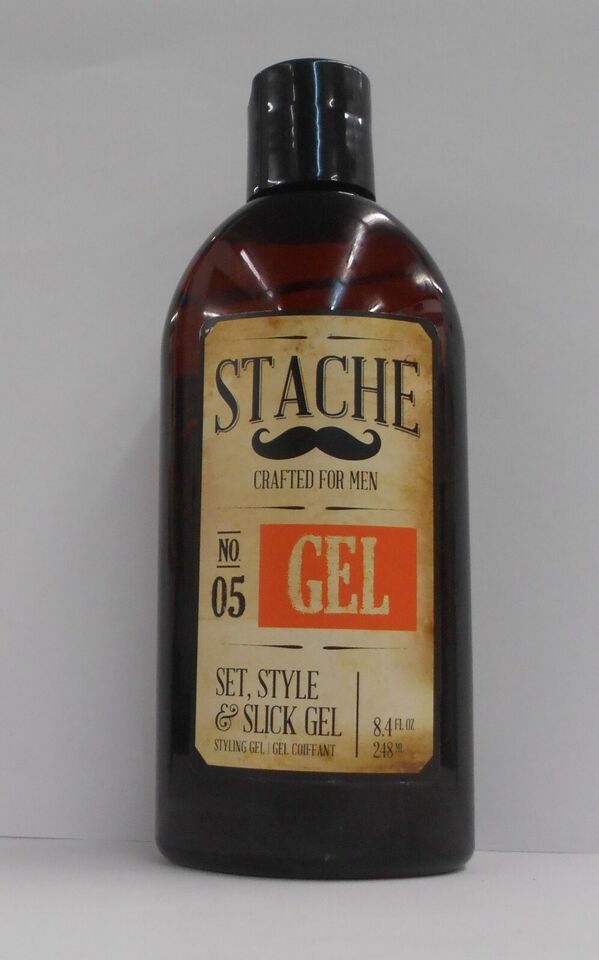 STACHE
CRAFTED FOR MEN
NO
05
GEL
SET, STYLE
& SLICK GEL
STYLING GEL | GEL COIFFANT
8.4 FL OZ
248 ML